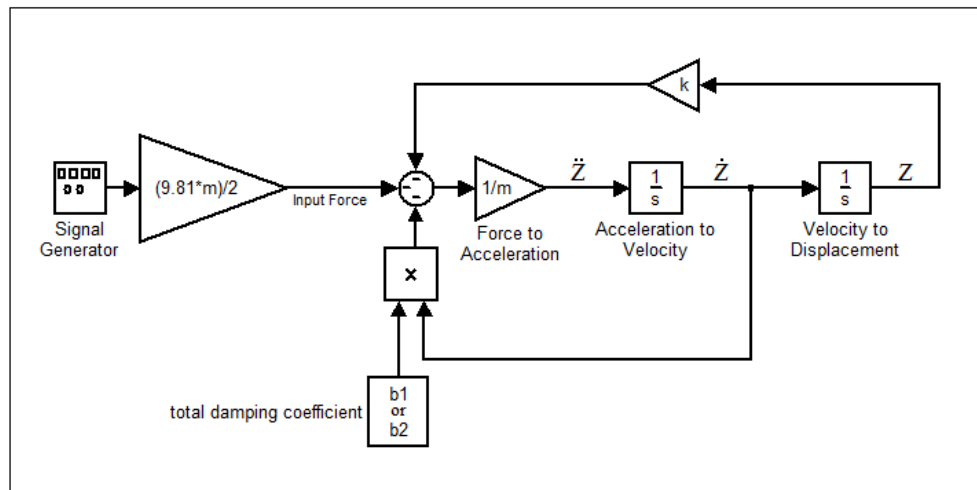 k
(9.81*m)/2
Input Force
-
-
-
1/m
Z̈
1
s
Ż
1
s
Z
Signal
Generator
Force to
Acceleration
Acceleration to
Velocity
Velocity to
Displacement
×
total damping coefficient
b1
or
b2